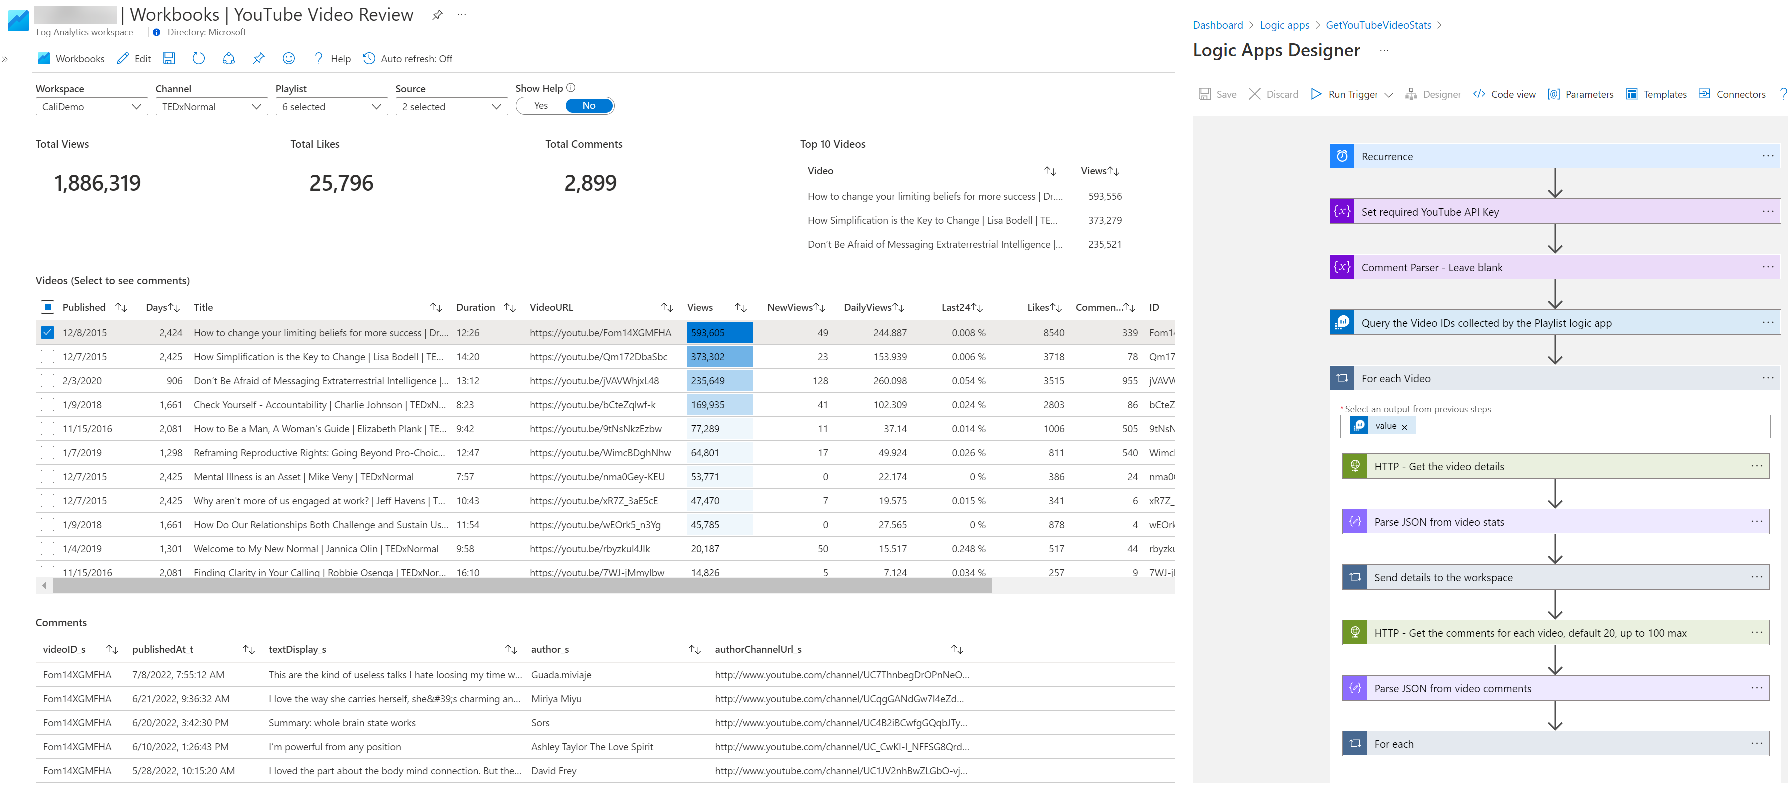 | Workbooks | YouTube Video Review ...
Log Analytics workspace | Directory: Microsoft
Workbooks Edit Help Auto refresh: Off
Workspace Channel Playlist Source Show Help
CaliDemo TEDxNormal 6 selected 2 selected Yes No
Total Views Total Likes Total Comments Top 10 Videos
1,886,319 25,796 2,899
Video Views
How to change your limiting beliefs for more success | Dr.... 593,556
How Simplification is the Key to Change | Lisa Bodell | TE... 373,279
Don't Be Afraid of Messaging Extraterrestrial Intelligence |... 235,521
Videos (Select to see comments)
Published Days Title Duration VideoURL Views NewViews DailyViews Last24 Likes Commen... ID
12/8/2015 2,424 How to change your limiting beliefs for more success | Dr... 12:26 https://youtu.be/Fom14XGMFHA 593,605 49 244.887 0.008 % 8540 339 Fom1
12/7/2015 2,425 How Simplification is the Key to Change | Lisa Bodell | TE... 14:20 https://youtu.be/Qm172DbaSbc 373,302 23 153.939 0.006 % 3718 78 Qm17
2/3/2020 906 Don't Be Afraid of Messaging Extraterrestrial Intelligence |... 13:12 https://youtu.be/jVAVWhjxL48 235,649 128 260.098 0.054 % 3515 955 jVAVW
1/9/2018 1,661 Check Yourself - Accountability | Charlie Johnson | TEDxN... 8:23 https://youtu.be/bCteZqlwf-k 169,935 41 102.309 0.024 % 2803 86 bCteZ
11/15/2016 2,081 How to Be a Man, A Woman's Guide | Elizabeth Plank | TE... 9:42 https://youtu.be/9tNsNkzEzbw 77,289 11 37.14 0.014 % 1006 505 9tNsN
1/7/2019 1,298 Reframing Reproductive Rights: Going Beyond Pro-Choic... 12:47 https://youtu.be/WimcBDghNhw 64,801 17 49.924 0.026 % 811 540 Wimcl
12/7/2015 2,425 Mental Illness is an Asset | Mike Veny | TEDxNormal 7:57 https://youtu.be/nma0Gey-KEU 53,771 0 22.174 0 % 386 24 nma0
12/7/2015 2,425 Why aren't more of us engaged at work? | Jeff Havens | T... 10:43 https://youtu.be/xR7Z_3aE5cE 47,470 7 19.575 0.015 % 341 6 xR7Z_
1/9/2018 1,661 How Do Our Relationships Both Challenge and Sustain Us... 11:54 https://youtu.be/wEOrk5_n3Yg 45,785 0 27.565 0 % 878 4 wEOrk
1/4/2019 1,301 Welcome to My New Normal | Jannica Olin | TEDxNormal 9:58 https://youtu.be/rbyzkul4Jlk 20,187 50 15.517 0.248 % 517 44 rbyzk
11/15/2016 2,081 Finding Clarity in Your Calling | Robbie Osenga | TEDxNor... 16:10 https://youtu.be/7WJ-jMmylbw 14,826 5 7.124 0.034 % 257 9 7WJ-j
Comments
videoID_s publishedAt_t textDisplay_s author_s authorChannelUrl_s
Fom14XGMFHA 7/8/2022, 7:55:12 AM This are the kind of useless talks I hate loosing my time w... Guada.miviaje http://www.youtube.com/channel/UC7ThnbegDrOPnNeO...
Fom14XGMFHA 6/21/2022, 9:36:32 AM I love the way she carries herself, she&#39;s charming an... Miriya Miyu http://www.youtube.com/channel/UCqgGANdGw7l4eZd...
Fom14XGMFHA 6/20/2022, 3:42:30 PM Summary: whole brain state works Sors http://www.youtube.com/channel/UC4B2iBCwfgGQqbJTy...
Fom14XGMFHA 6/10/2022, 1:26:43 PM I'm powerful from any position Ashley Taylor The Love Spirit http://www.youtube.com/channel/UC_CwKI-l_NFFSG8Qrd...
Fom14XGMFHA 5/28/2022, 10:15:20 AM I loved the part about the body mind connection. But the... David Frey http://www.youtube.com/channel/UC1JV2nhBwZLGbO-vj...
Dashboard > Logic apps > GetYouTubeVideoStats >
Logic Apps Designer ...
Save Discard Run Trigger Designer Code view Parameters Templates Connectors ?
Recurrence ...
{x} Set required YouTube API Key ...
{x} Comment Parser - Leave blank ...
Query the Video IDs collected by the Playlist logic app ...
For each Video ...
* Select an output from previous steps
value x
HTTP - Get the video details ...
Parse JSON from video stats ...
Send details to the workspace ...
HTTP - Get the comments for each video, default 20, up to 100 max ...
Parse JSON from video comments ...
For each ...